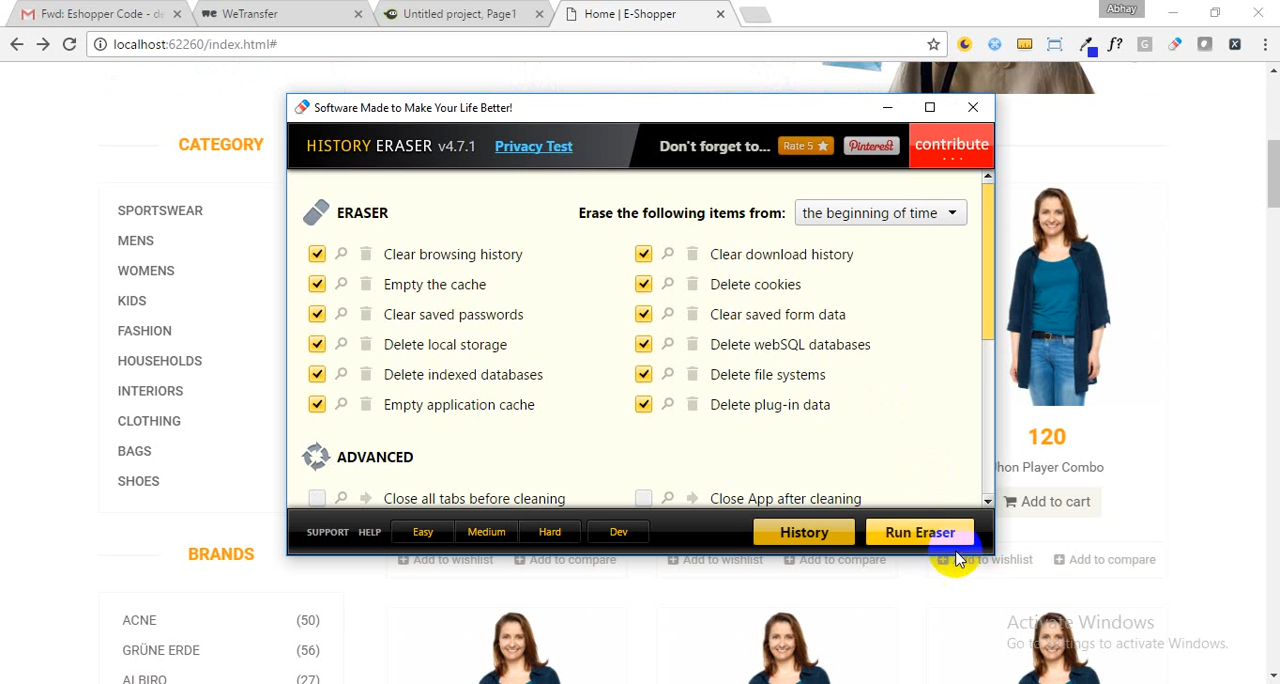 Fwd: Eshopper Code - de
WeTransfer
Untitled project, Page1
Home | E-Shopper
Abhay
localhost:62260/index.html#
Software Made to Make Your Life Better!
HISTORY ERASER v4.7.1
Privacy Test
Don't forget to...
Rate 5
Pinterest
contribute
CATEGORY
SPORTSWEAR
MENS
WOMENS
KIDS
FASHION
HOUSEHOLDS
INTERIORS
CLOTHING
BAGS
SHOES
ERASER
Erase the following items from:
the beginning of time
Clear browsing history
Clear download history
Empty the cache
Delete cookies
Clear saved passwords
Clear saved form data
Delete local storage
Delete webSQL databases
Delete indexed databases
Delete file systems
Empty application cache
Delete plug-in data
ADVANCED
Close all tabs before cleaning
Close App after cleaning
SUPPORT
HELP
Easy
Medium
Hard
Dev
History
Run Eraser
120
hon Player Combo
Add to cart
Add to wishlist
Add to compare
Add to wishlist
Add to compare
to wishlist
Add to compare
BRANDS
ACNE (50)
GRÜNE ERDE (56)
ALBIRO (27)
Activate Windows
Go to Settings to activate Windows.